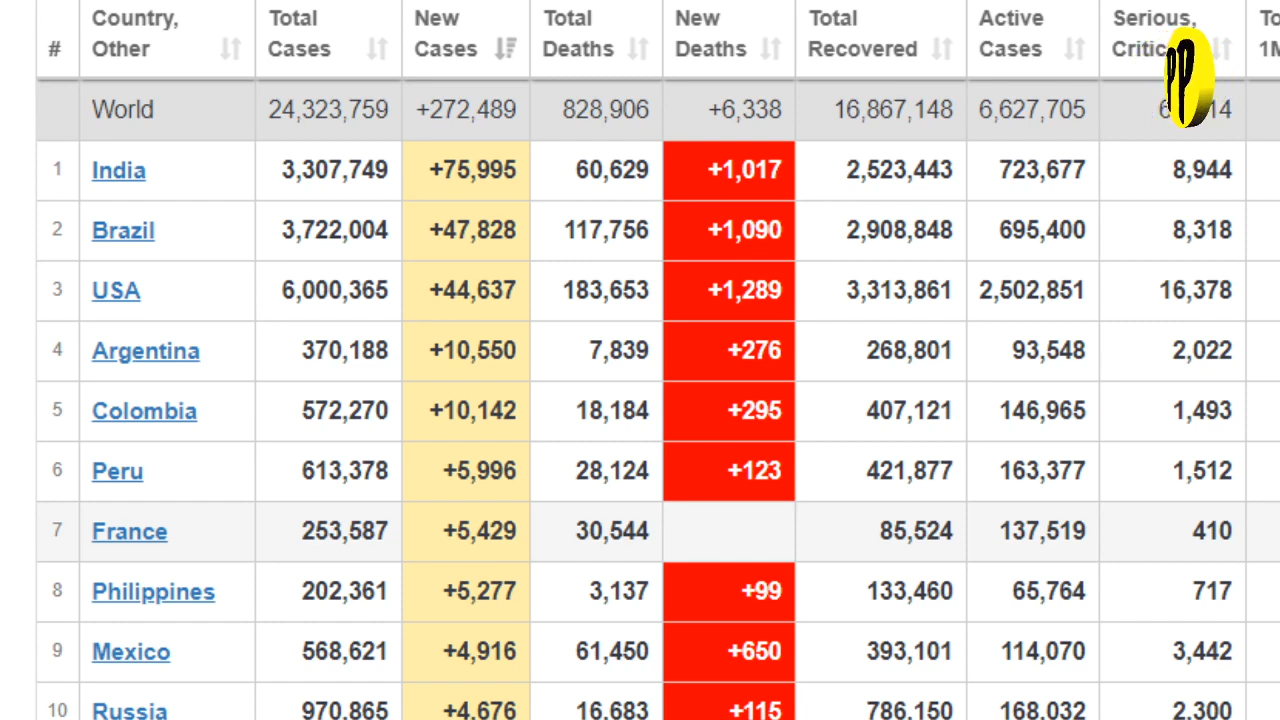 # Country, Other Total Cases New Cases Total Deaths New Deaths Total Recovered Active Cases Serious, 
World 24,323,759 +272,489 828,906 +6,338 16,867,148 6,627,705
1 India 3,307,749 +75,995 60,629 +1,017 2,523,443 723,677 8,944
2 Brazil 3,722,004 +47,828 117,756 +1,090 2,908,848 695,400 8,318
3 USA 6,000,365 +44,637 183,653 +1,289 3,313,861 2,502,851 16,378
4 Argentina 370,188 +10,550 7,839 +276 268,801 93,548 2,022
5 Colombia 572,270 +10,142 18,184 +295 407,121 146,965 1,493
6 Peru 613,378 +5,996 28,124 +123 421,877 163,377 1,512
7 France 253,587 +5,429 30,544 85,524 137,519 410
8 Philippines 202,361 +5,277 3,137 +99 133,460 65,764 717
9 Mexico 568,621 +4,916 61,450 +650 393,101 114,070 3,442
10 Russia 970,865 +4,676 16,683 +115 786,150 168,032 2,300
PP